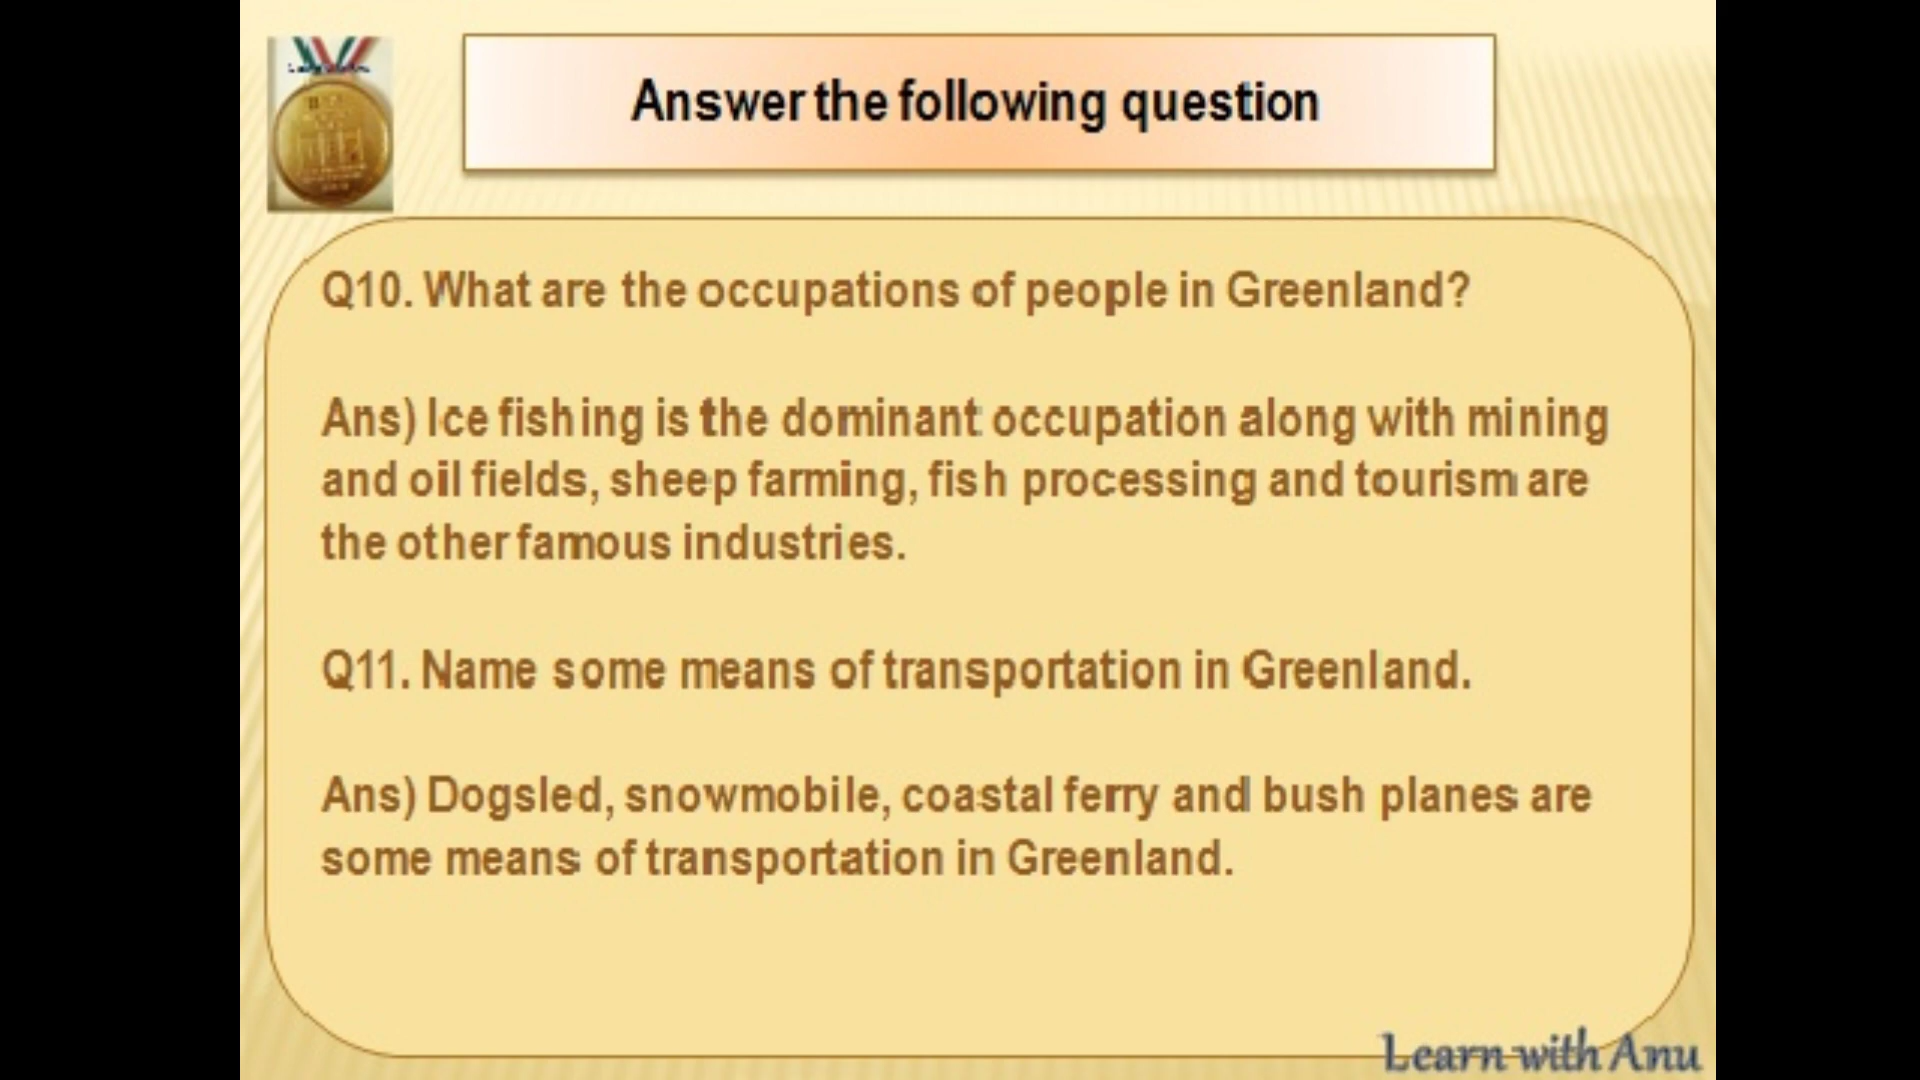 Answer the following question
Q10. What are the occupations of people in Greenland?
Ans) Ice fishing is the dominant occupation along with mining
and oil fields, sheep farming, fish processing and tourism are
the other famous industries.
Q11. Name some means of transportation in Greenland.
Ans) Dogsled, snowmobile, coastal ferry and bush planes are
some means of transportation in Greenland.
Learn with Anu